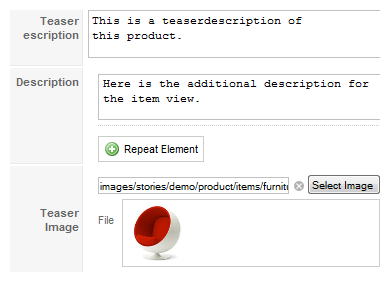 Teaser
escription
This is a teaserdescription of
this product.
Description
Here is the additional description for
the item view.
Repeat Element
Teaser
Image
images/stories/demo/product/items/furnitu
Select Image
File